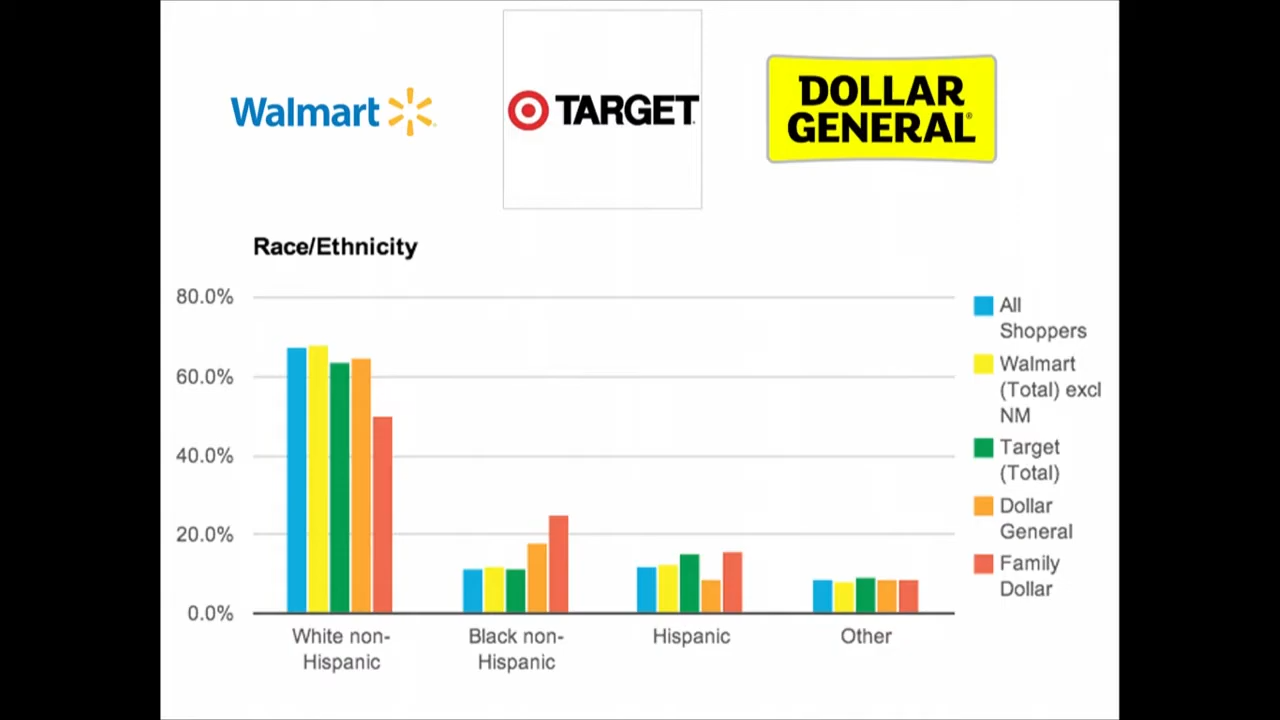 Walmart
TARGET
DOLLAR
GENERAL®
Race/Ethnicity
80.0%
60.0%
40.0%
20.0%
0.0%
White non-
Hispanic
Black non-
Hispanic
Hispanic
Other
All
Shoppers
Walmart
(Total) excl
NM
Target
(Total)
Dollar
General
Family
Dollar